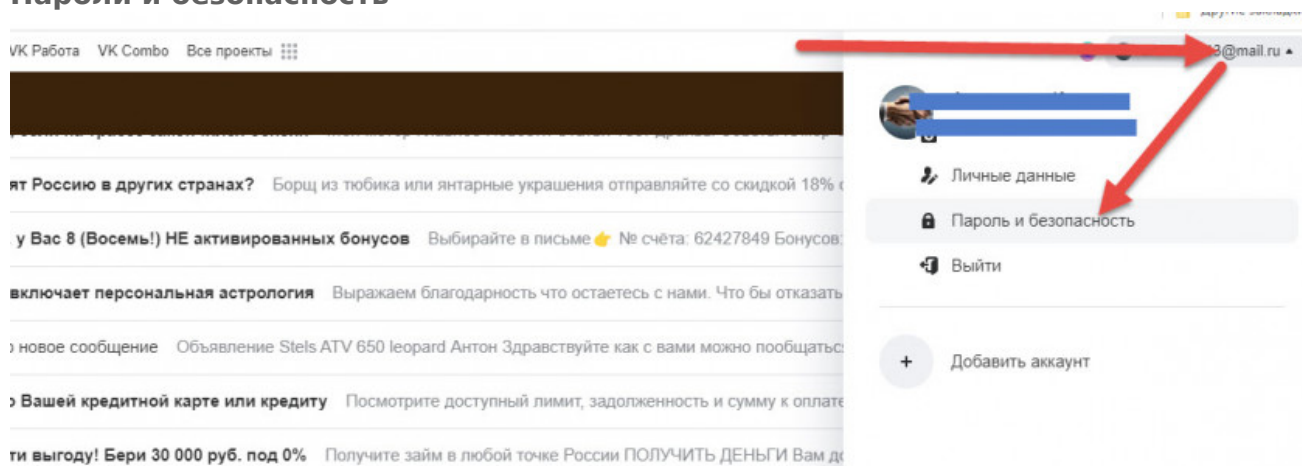 Пароли и безопасность
Другие закладки
VK Работа VK Combo Все проекты
3@mail.ru
Личные данные
ят Россию в других странах? Борщ из тюбика или янтарные украшения отправляйте со скидкой 18%
Пароль и безопасность
у Вас 8 (Восемь!) НЕ активированных бонусов Выбирайте в письме 👉 № счёта: 62427849 Бонусов:
Выйти
включает персональная астрология Выражаем благодарность что остаетесь с нами. Что бы отказать
новое сообщение Объявление Stels ATV 650 leopard Антон Здравствуйте как с вами можно пообщатьс
Добавить аккаунт
Вашей кредитной карте или кредиту Посмотрите доступный лимит, задолженность и сумму к оплате
ти выгоду! Бери 30 000 руб. под 0% Получите займ в любой точке России ПОЛУЧИТЬ ДЕНЬГИ Вам до